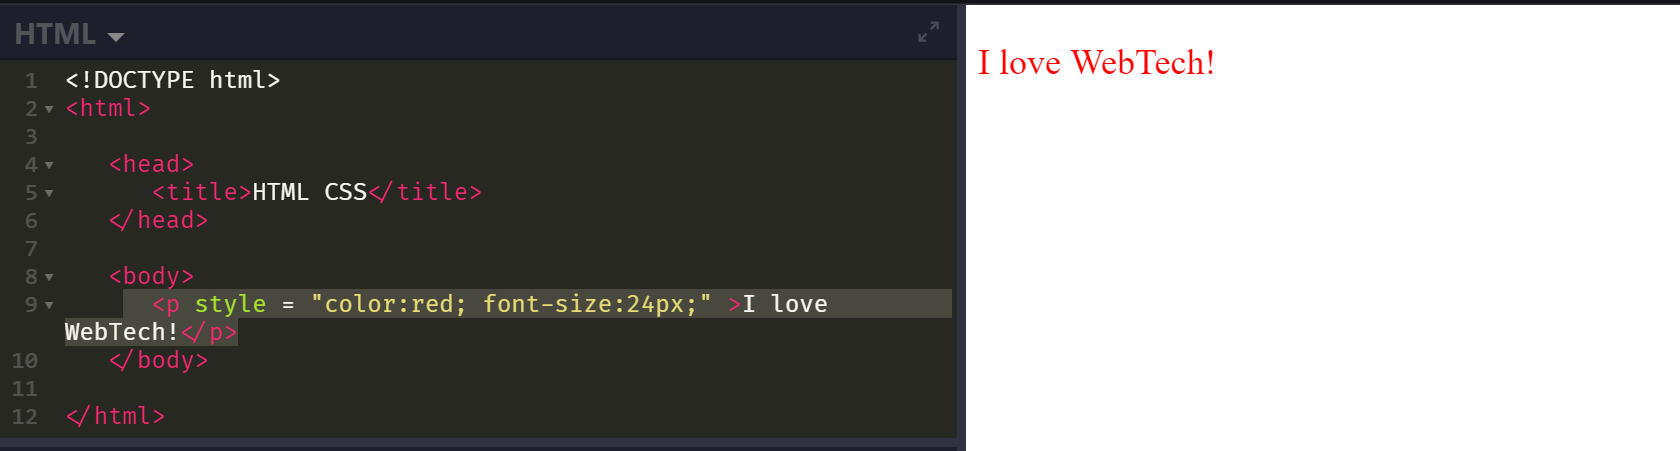 HTML
1 <!DOCTYPE html>
2 <html>
3
4 <head>
5 <title>HTML CSS</title>
6 </head>
7
8 <body>
9 <p style = "color:red; font-size:24px;" >I love
WebTech!</p>
10 </body>
11
12 </html>
I love WebTech!